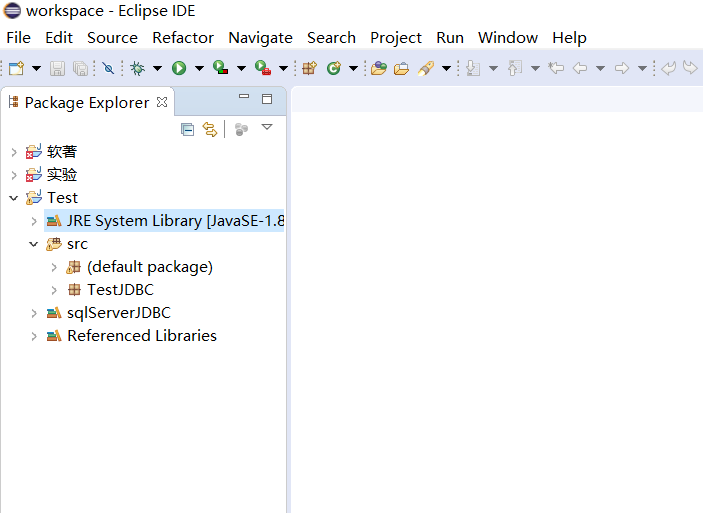 workspace - Eclipse IDE
File Edit Source Refactor Navigate Search Project Run Window Help
Package Explorer
软著
实验
Test
JRE System Library [JavaSE-1.8
src
(default package)
TestJDBC
sqlServerJDBC
Referenced Libraries